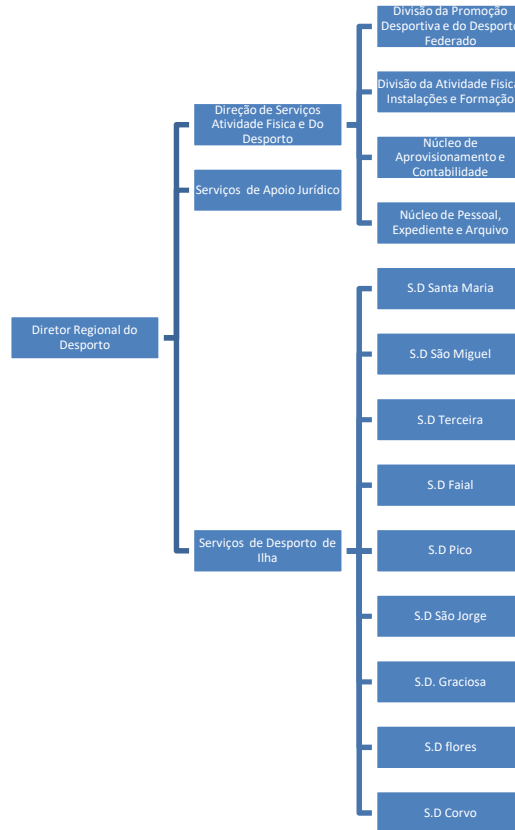 Divisão da Promoção
Desportiva e do Desporto
Federado
Divisão da Atividade Fisica
Instalações e Formação
Direção de Serviços
Atividade Fisica e Do
Desporto
Núcleo de
Aprovisionamento e
Contabilidade
Serviços de Apoio Jurídico
Núcleo de Pessoal,
Expediente e Arquivo
S.D Santa Maria
Diretor Regional do
Desporto
S.D São Miguel
S.D Terceira
S.D Faial
Serviços de Desporto de
Ilha
S.D Pico
S.D São Jorge
S.D. Graciosa
S.D flores
S.D Corvo